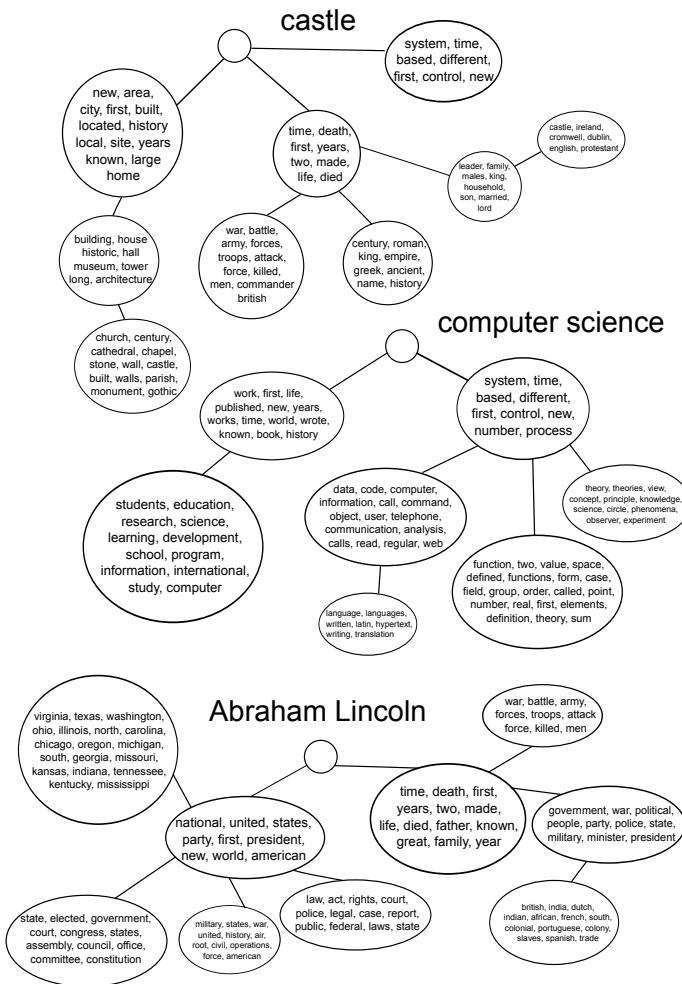 castle
system, time,
based, different,
first, control, new
new, area,
city, first, built,
located, history
local, site, years
known, large
home
time, death,
first, years,
two, made,
life, died
castle, ireland,
cromwell, dublin,
english, protestant
leader, family,
males, king,
household,
son, married,
lord
building, house
historic, hall
museum, tower
long, architecture
war, battle,
army, forces,
troops, attack,
force, killed,
men, commander
british
century, roman,
king, empire,
greek, ancient,
name, history
church, century,
cathedral, chapel,
stone, wall, castle,
built, walls, parish,
monument, gothic
computer science
work, first, life,
published, new, years,
works, time, world, wrote,
known, book, history
system, time,
based, different,
first, control, new,
number, process
students, education,
research, science,
learning, development,
school, program,
information, international,
study, computer
data, code, computer,
information, call, command,
object, user, telephone,
communication, analysis,
calls, read, regular, web
theory, theories, view,
concept, principle, knowledge,
science, circle, phenomena,
observer, experiment
function, two, value, space,
defined, functions, form, case,
field, group, order, called, point,
number, real, first, elements,
definition, theory, sum
language, languages,
written, latin, hypertext,
writing, translation
Abraham Lincoln
virginia, texas, washington,
ohio, illinois, north, carolina,
chicago, oregon, michigan,
south, georgia, missouri,
kansas, indiana, tennessee,
kentucky, mississippi
war, battle, army,
forces, troops, attack
force, killed, men
national, united, states,
party, first, president,
new, world, american
time, death, first,
years, two, made,
life, died, father, known,
great, family, year
government, war, political,
people, party, police, state,
military, minister, president
state, elected, government,
court, congress, states,
assembly, council, office,
committee, constitution
military, states, war,
united, history, air,
root, civil, operations,
force, american
law, act, rights, court,
police, legal, case, report,
public, federal, laws, state
british, india, dutch,
indian, african, french, south,
colonial, portuguese, colony,
slaves, spanish, trade